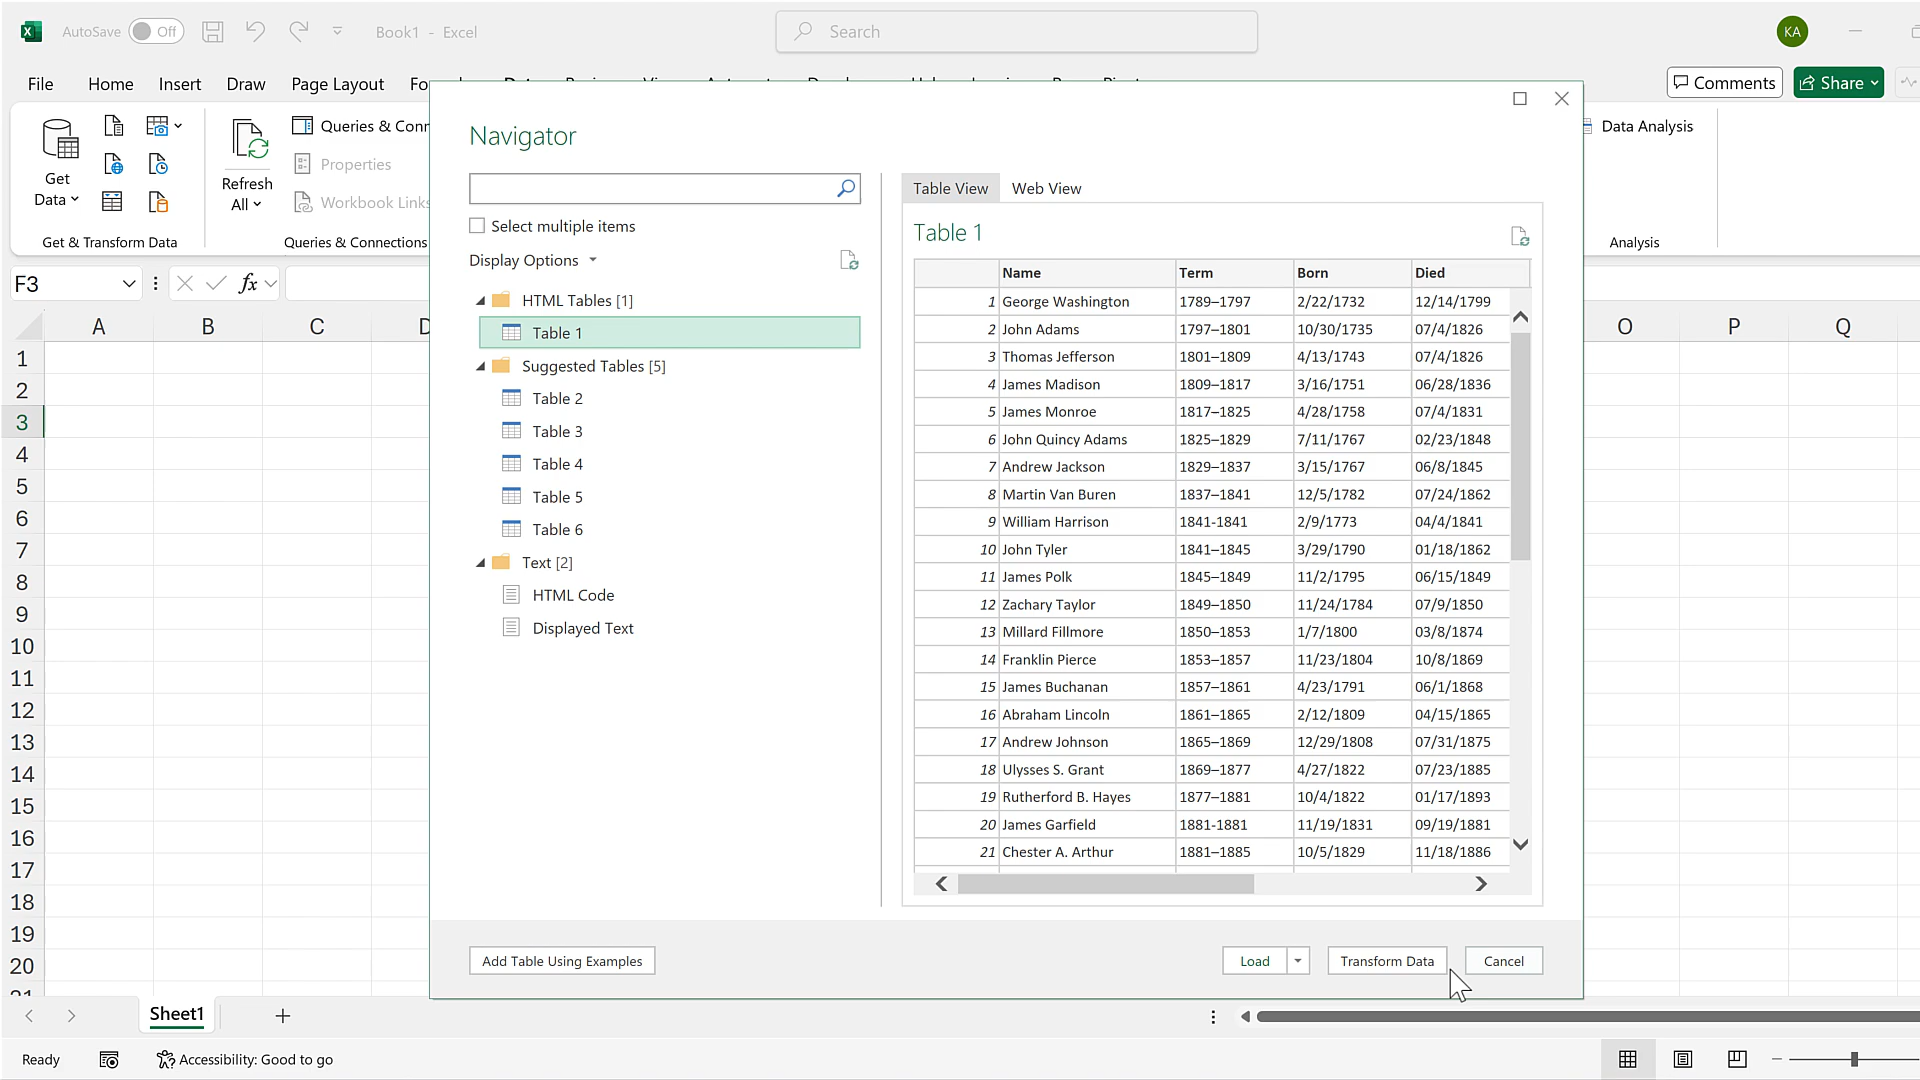 AutoSave Off Book1 - Excel Search KA
File Home Insert Draw Page Layout Comments Share
Get Data
Refresh All
Queries & Conn
Properties
Workbook Links
Get & Transform Data
Queries & Connections
Data Analysis
Analysis
F3 fx
A B C D O P Q
1
2
3
4
5
6
7
8
9
10
11
12
13
14
15
16
17
18
19
20
21
Navigator
Select multiple items
Display Options
HTML Tables [1]
Table 1
Suggested Tables [5]
Table 2
Table 3
Table 4
Table 5
Table 6
Text [2]
HTML Code
Displayed Text
Table View Web View
Table 1
Name Term Born Died
1 George Washington 1789–1797 2/22/1732 12/14/1799
2 John Adams 1797–1801 10/30/1735 07/4/1826
3 Thomas Jefferson 1801–1809 4/13/1743 07/4/1826
4 James Madison 1809–1817 3/16/1751 06/28/1836
5 James Monroe 1817–1825 4/28/1758 07/4/1831
6 John Quincy Adams 1825–1829 7/11/1767 02/23/1848
7 Andrew Jackson 1829–1837 3/15/1767 06/8/1845
8 Martin Van Buren 1837–1841 12/5/1782 07/24/1862
9 William Harrison 1841-1841 2/9/1773 04/4/1841
10 John Tyler 1841–1845 3/29/1790 01/18/1862
11 James Polk 1845–1849 11/2/1795 06/15/1849
12 Zachary Taylor 1849–1850 11/24/1784 07/9/1850
13 Millard Fillmore 1850–1853 1/7/1800 03/8/1874
14 Franklin Pierce 1853–1857 11/23/1804 10/8/1869
15 James Buchanan 1857–1861 4/23/1791 06/1/1868
16 Abraham Lincoln 1861–1865 2/12/1809 04/15/1865
17 Andrew Johnson 1865–1869 12/29/1808 07/31/1875
18 Ulysses S. Grant 1869–1877 4/27/1822 07/23/1885
19 Rutherford B. Hayes 1877–1881 10/4/1822 01/17/1893
20 James Garfield 1881-1881 11/19/1831 09/19/1881
21 Chester A. Arthur 1881–1885 10/5/1829 11/18/1886
Add Table Using Examples Load Transform Data Cancel
Sheet1
Ready Accessibility: Good to go